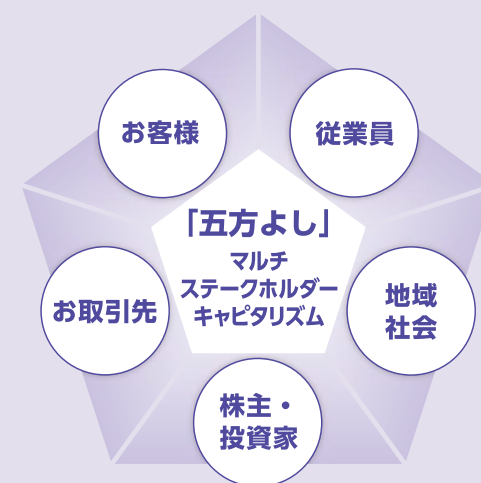 お客様
従業員
「五方よし」
マルチ
ステークホルダー
キャピタリズム
お取引先
地域
社会
株主・
投資家